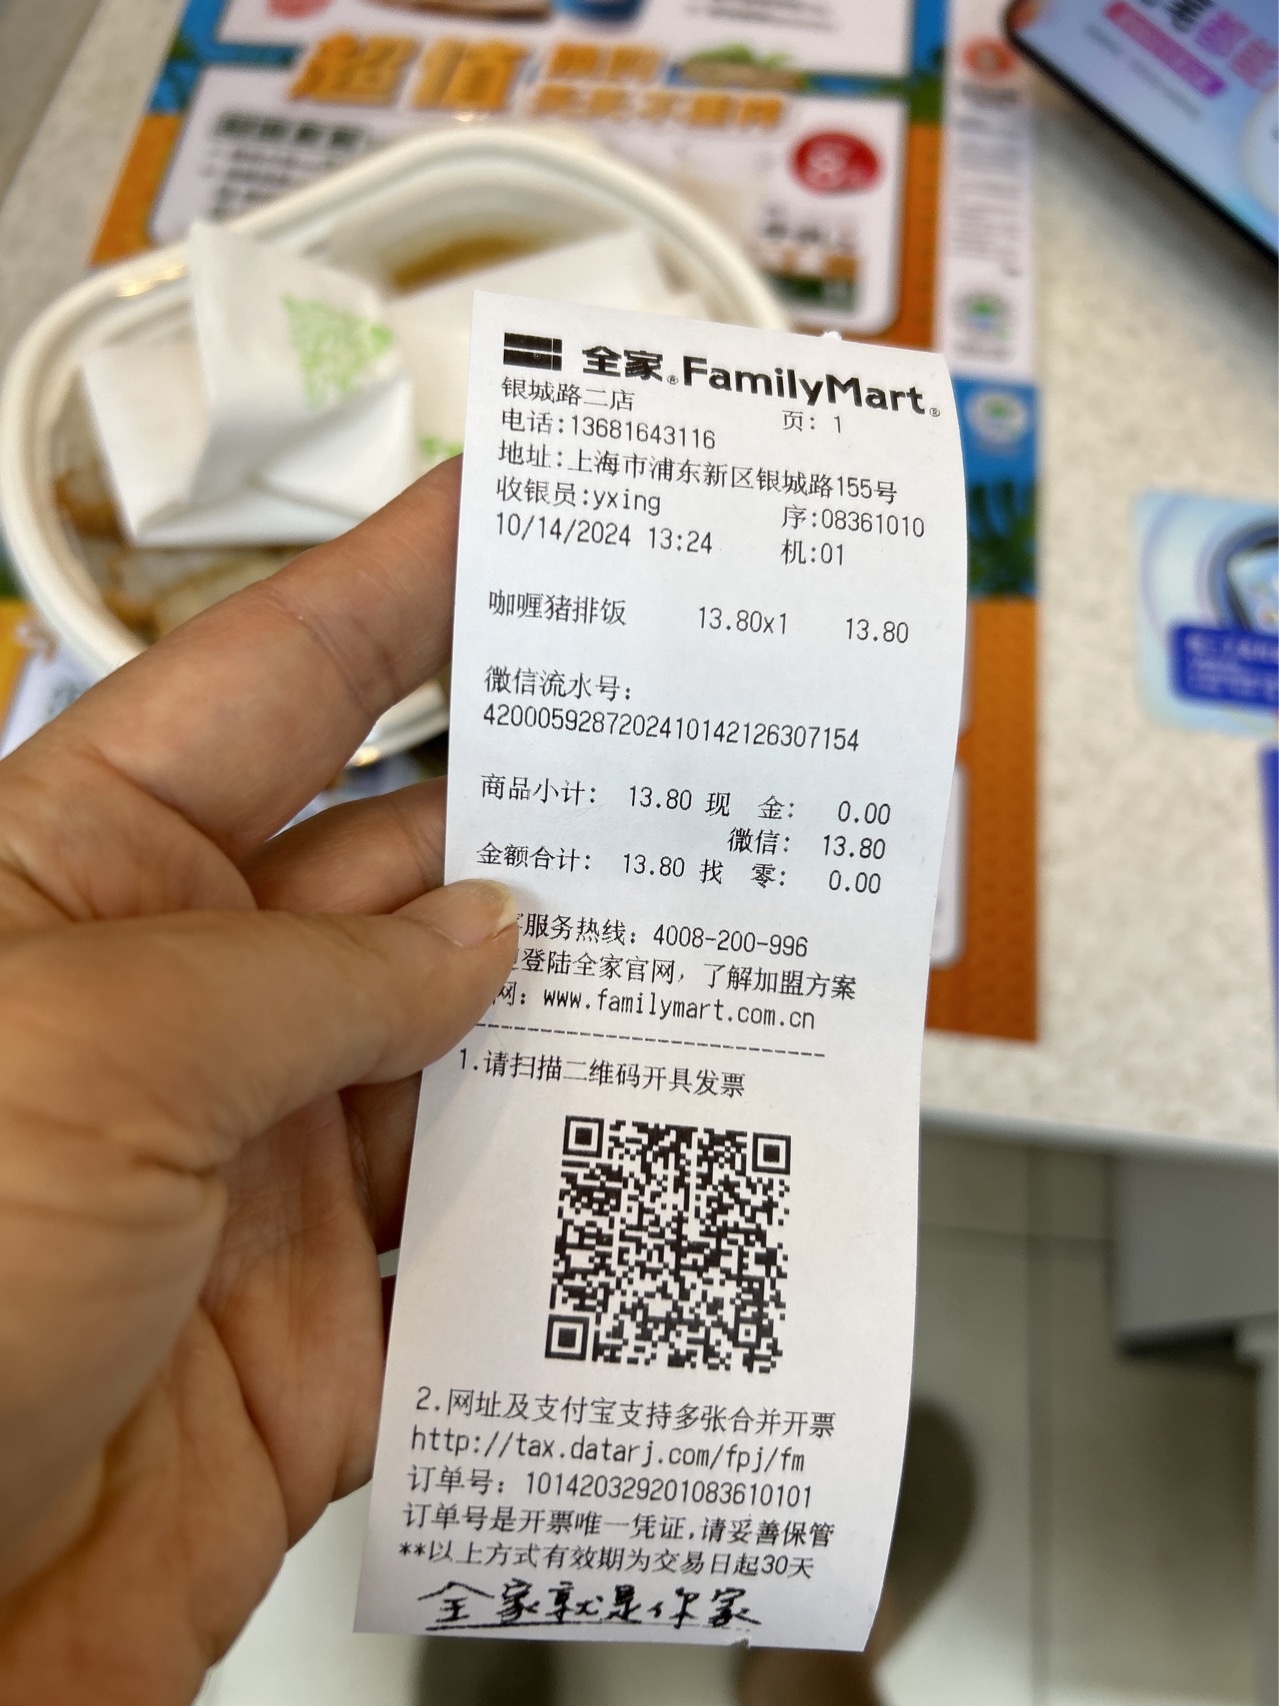 超值
全家®FamilyMart®
银城路二店 页: 1
电话:13681643116
地址:上海市浦东新区银城路155号
收银员:yxing 序:08361010
10/14/2024 13:24 机:01
咖喱猪排饭 13.80x1 13.80
微信流水号:
4200059287202410142126307154
商品小计: 13.80 现 金: 0.00
微信: 13.80
金额合计: 13.80 找 零: 0.00
服务热线: 4008-200-996
登陆全家官网, 了解加盟方案
网: www.familymart.com.cn
1.请扫描二维码开具发票
2.网址及支付宝支持多张合并开票
http://tax.datarj.com/fpj/fm
订单号: 101420329201083610101
订单号是开票唯一凭证,请妥善保管
**以上方式有效期为交易日起30天
全家就是你家